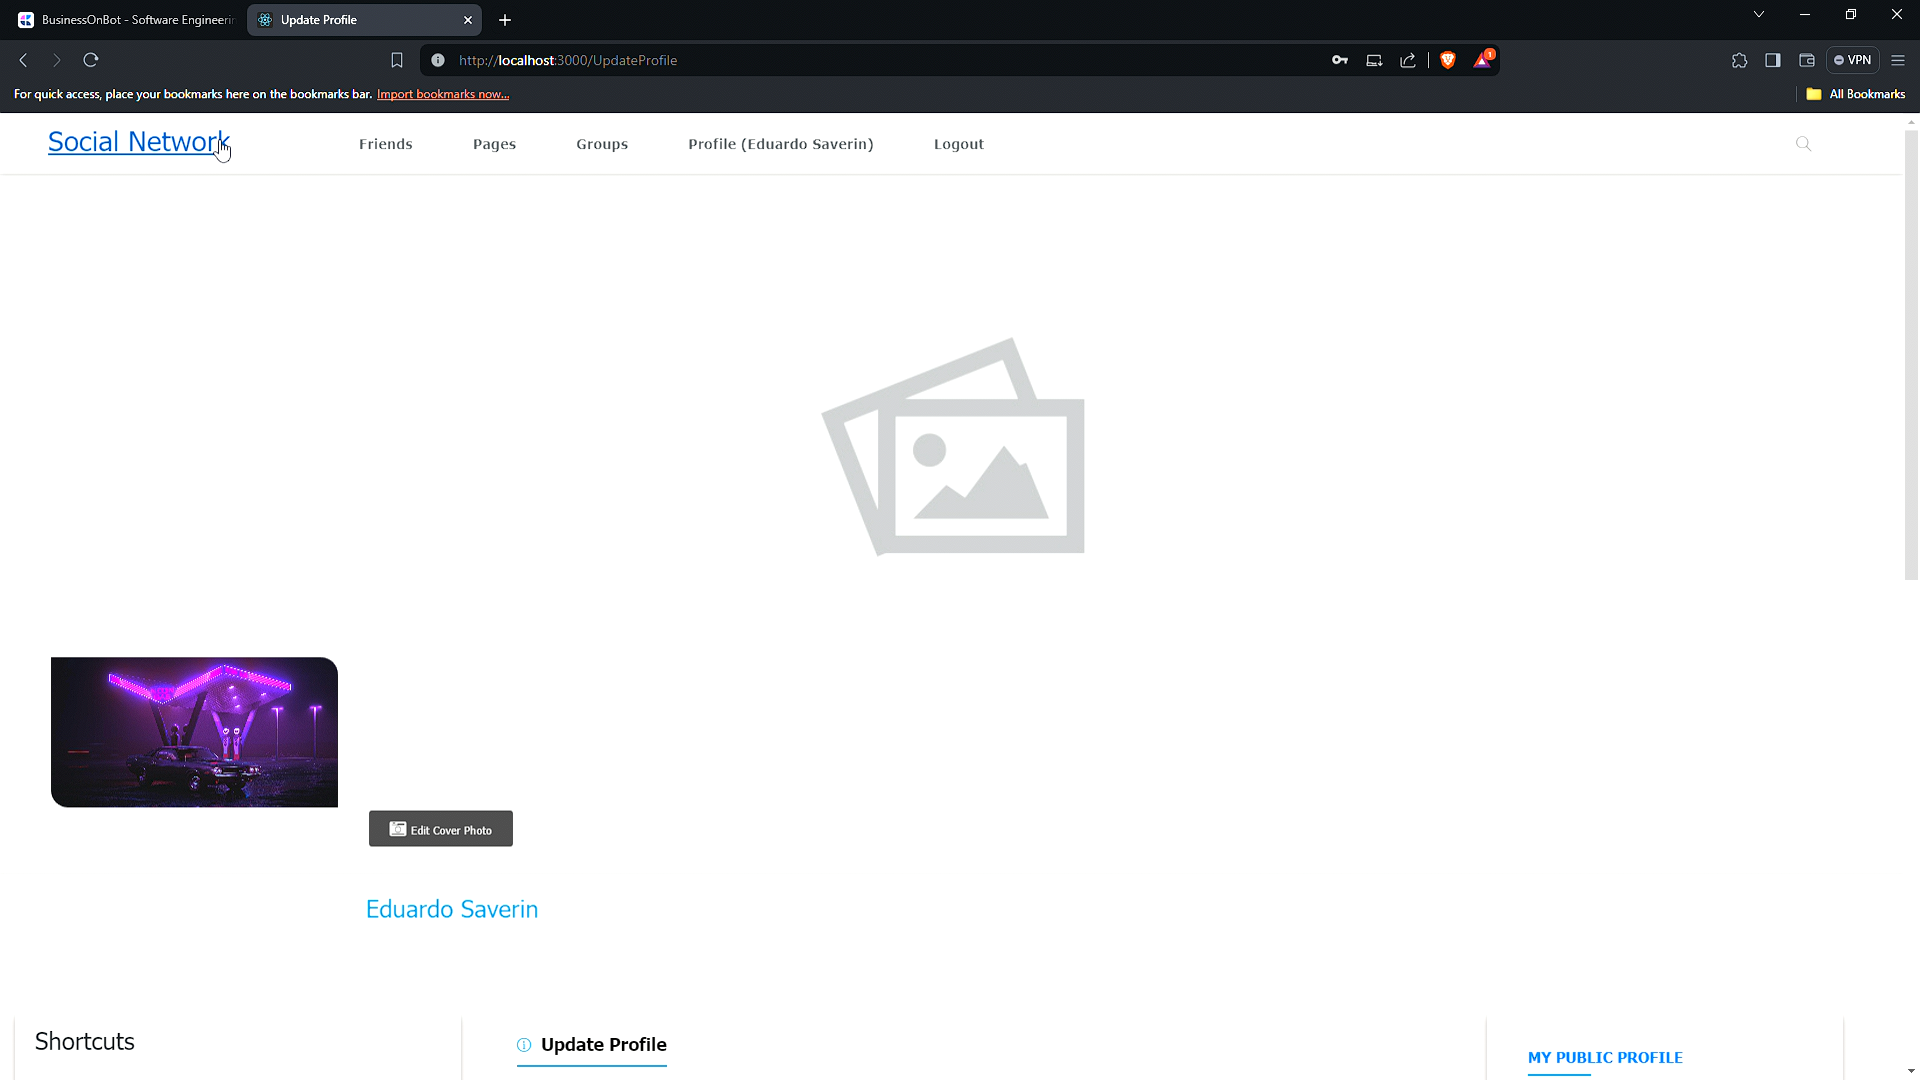 BusinessOnBot - Software Engineerin
Update Profile
http://localhost:3000/UpdateProfile
1
VPN
For quick access, place your bookmarks here on the bookmarks bar. Import bookmarks now...
All Bookmarks
Social Network
Friends
Pages
Groups
Profile (Eduardo Saverin)
Logout
Edit Cover Photo
Eduardo Saverin
Shortcuts
Update Profile
MY PUBLIC PROFILE